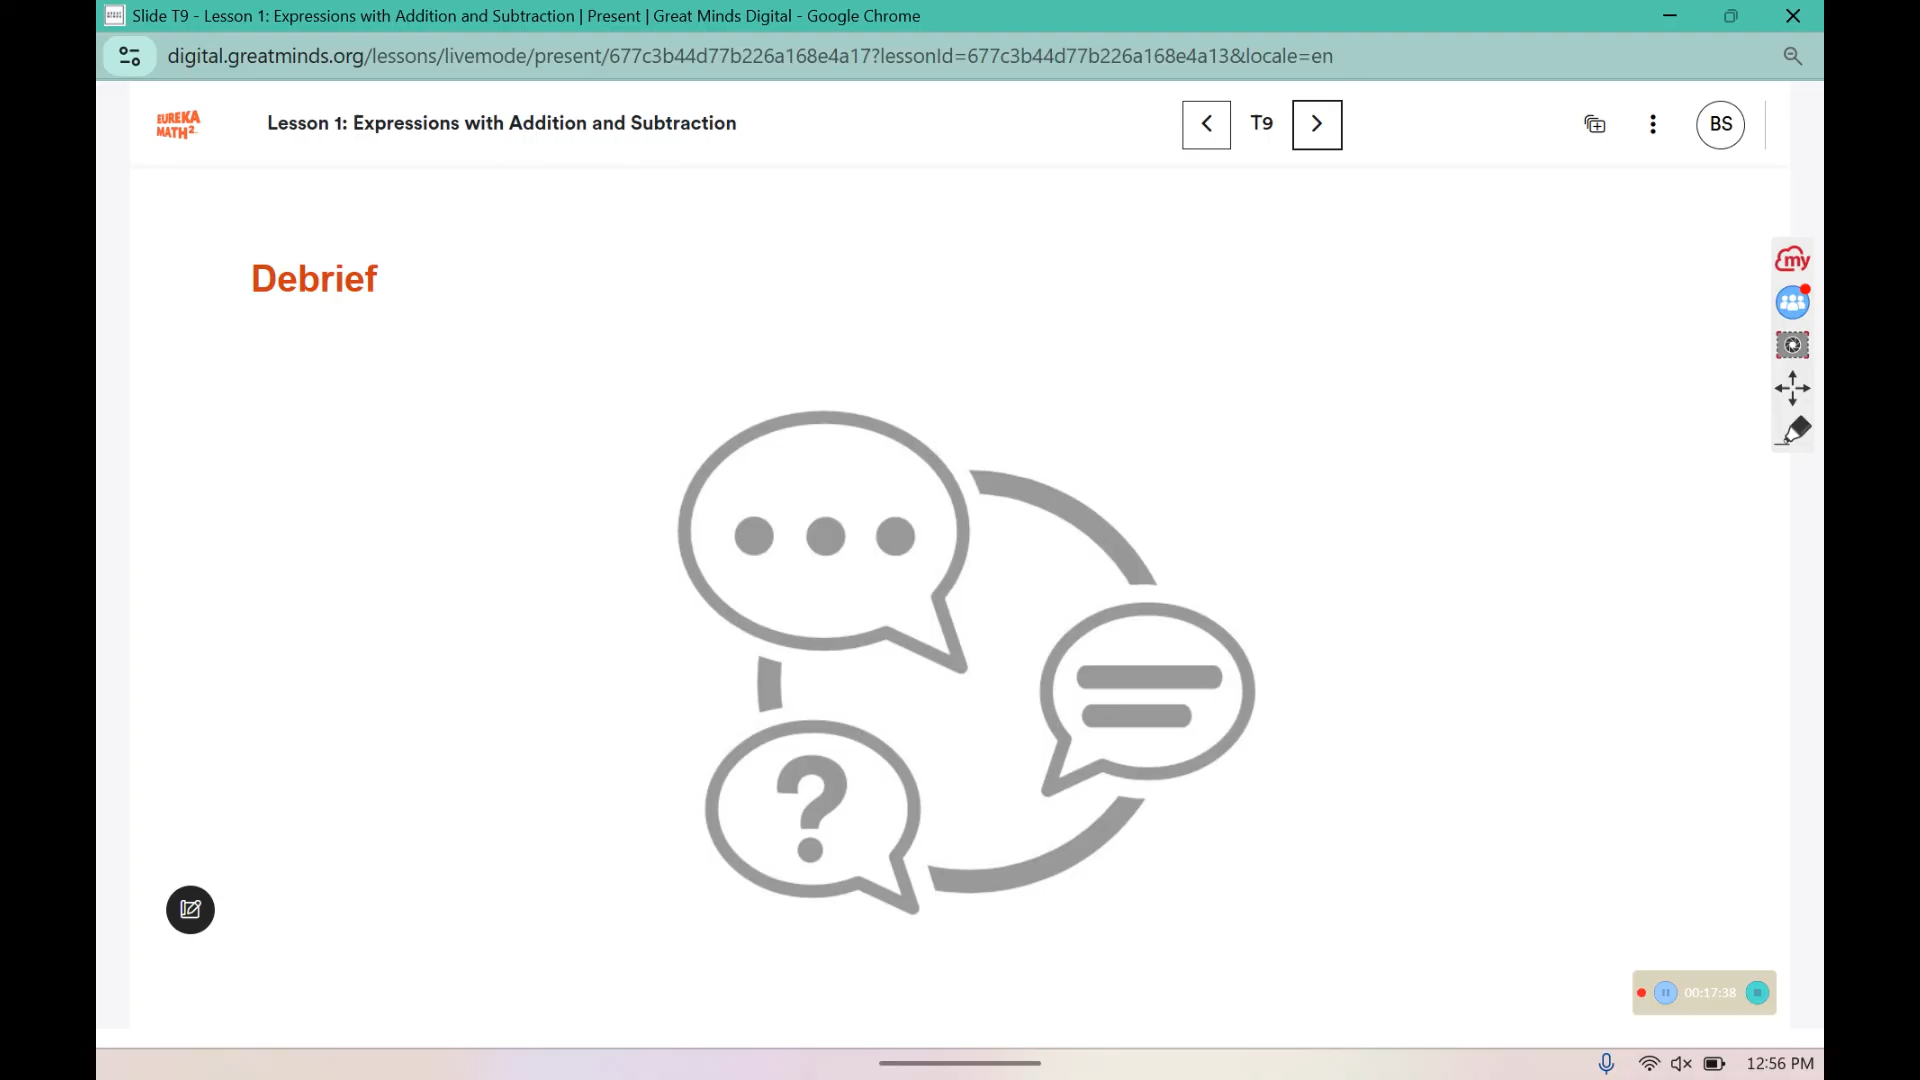 Slide T9 - Lesson 1: Expressions with Addition and Subtraction | Present | Great Minds Digital - Google Chrome
digital.greatminds.org/lessons/livemode/present/677c3b44d77b226a168e4a17?lessonId=677c3b44d77b226a168e4a13&locale=en
EUREKA
MATH²
Lesson 1: Expressions with Addition and Subtraction
T9
BS
my
Debrief
?
00:17:38
12:56 PM